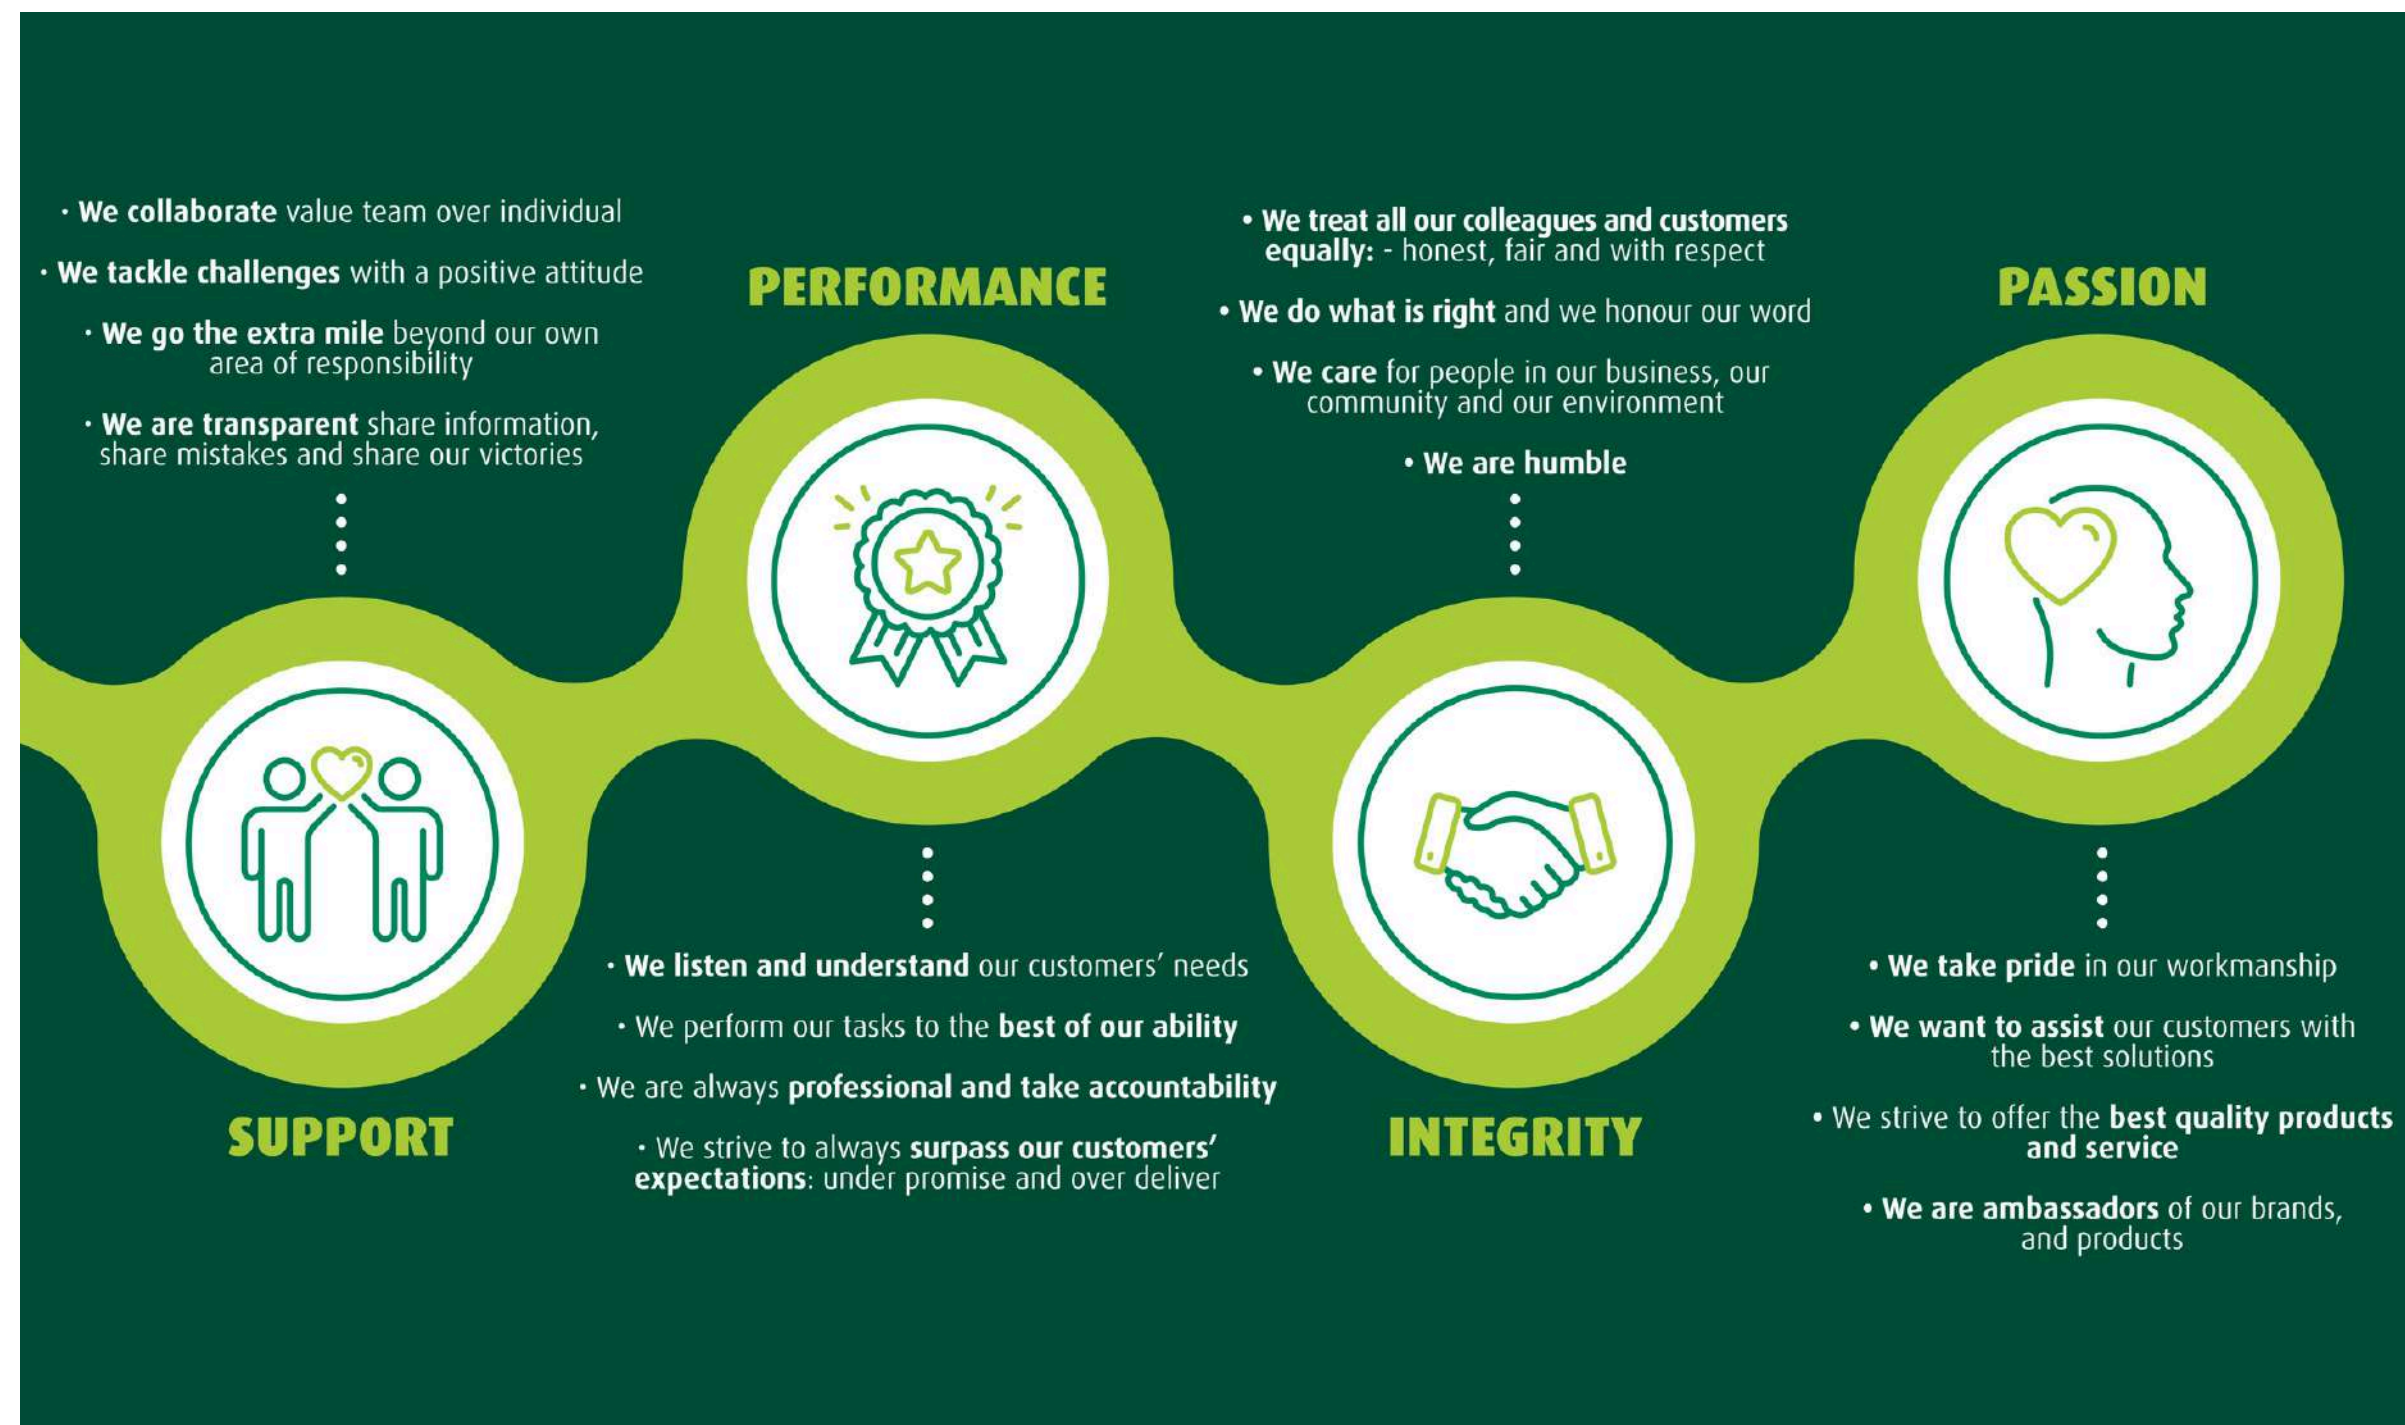 · We collaborate value team over individual
· We tackle challenges with a positive attitude
· We go the extra mile beyond our own
area of responsibility
· We are transparent share information,
share mistakes and share our victories
SUPPORT
PERFORMANCE
· We listen and understand our customers’ needs
· We perform our tasks to the best of our ability
· We are always professional and take accountability
· We strive to always surpass our customers’
expectations: under promise and over deliver
• We treat all our colleagues and customers
equally: - honest, fair and with respect
• We do what is right and we honour our word
• We care for people in our business, our
community and our environment
• We are humble
INTEGRITY
PASSION
• We take pride in our workmanship
• We want to assist our customers with
the best solutions
• We strive to offer the best quality products
and service
• We are ambassadors of our brands,
and products